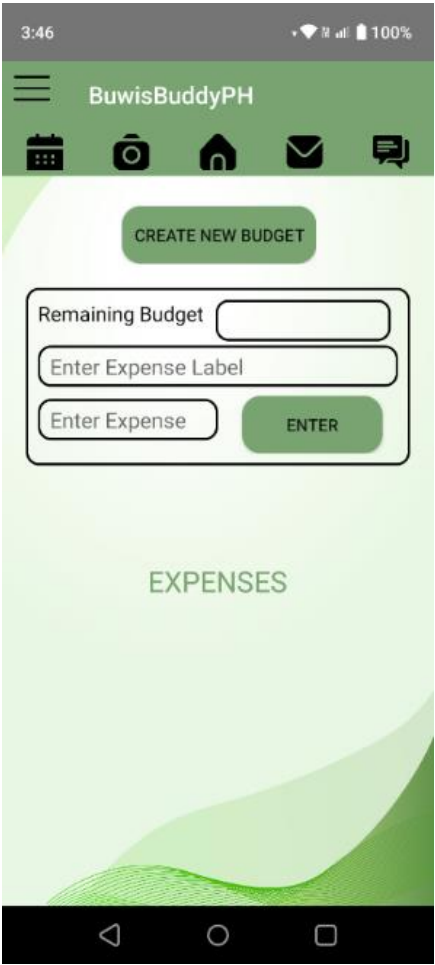 3:46 100%
BuwisBuddyPH
CREATE NEW BUDGET
Remaining Budget
Enter Expense Label
Enter Expense ENTER
EXPENSES